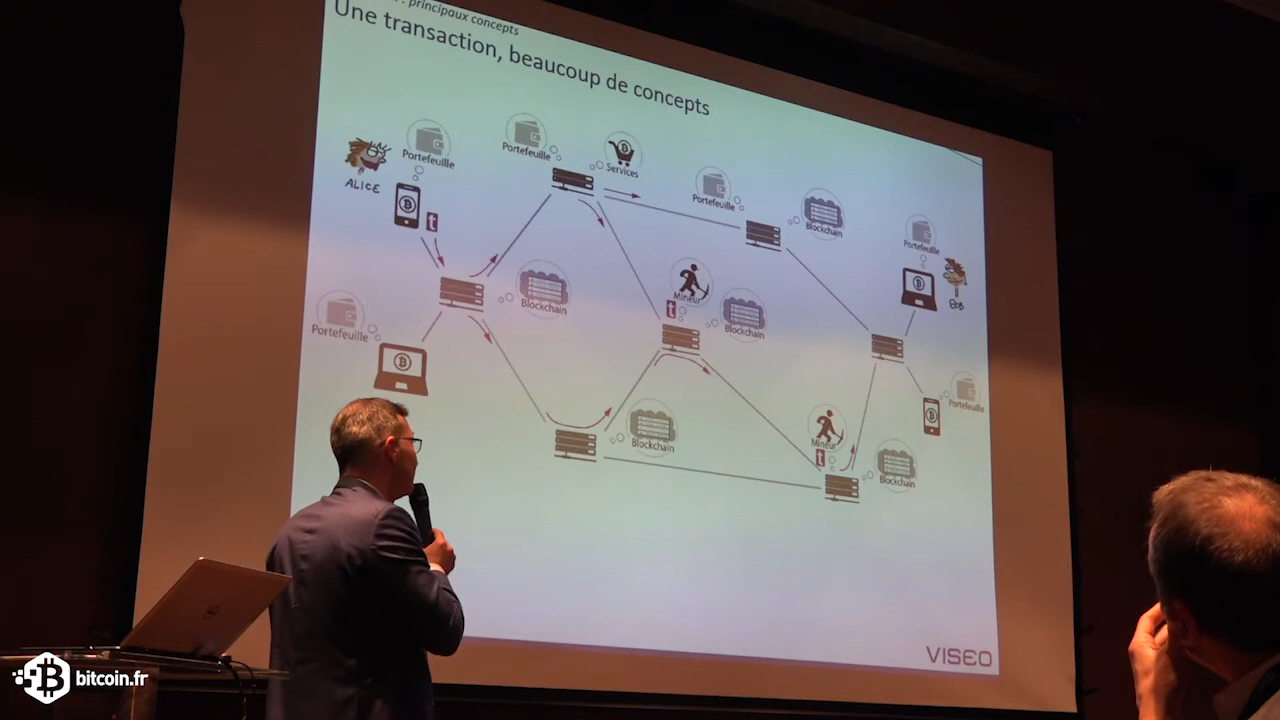 : principaux concepts
Une transaction, beaucoup de concepts
ALICE
Portefeuille
Portefeuille
Services
Portefeuille
Blockchain
Portefeuille
BOB
t
Blockchain
Mineur
t
Blockchain
Portefeuille
Portefeuille
Blockchain
Mineur
t
Blockchain
VISEO
bitcoin.fr